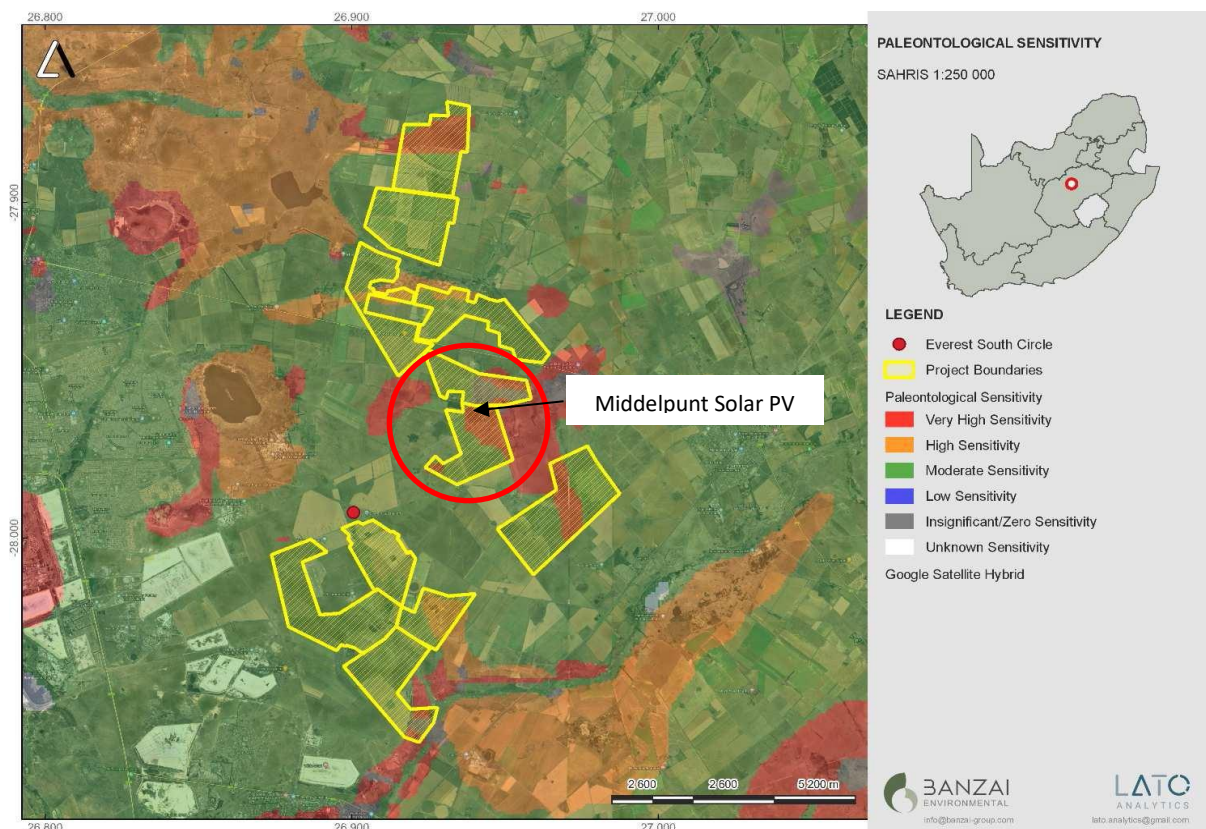 26.800
26.900
27.000
-27.900
-28.000
Middelpunt Solar PV
2 600
2 600
5 200 m
26.800
26.900
27.000
PALEONTOLOGICAL SENSITIVITY
SAHRIS 1:250 000
LEGEND
Everest South Circle
Project Boundaries
Paleontological Sensitivity
Very High Sensitivity
High Sensitivity
Moderate Sensitivity
Low Sensitivity
Insignificant/Zero Sensitivity
Unknown Sensitivity
Google Satellite Hybrid
BANZAI
ENVIRONMENTAL
info@banzai-group.com
LATO
ANALYTICS
lato.analytics@gmail.com